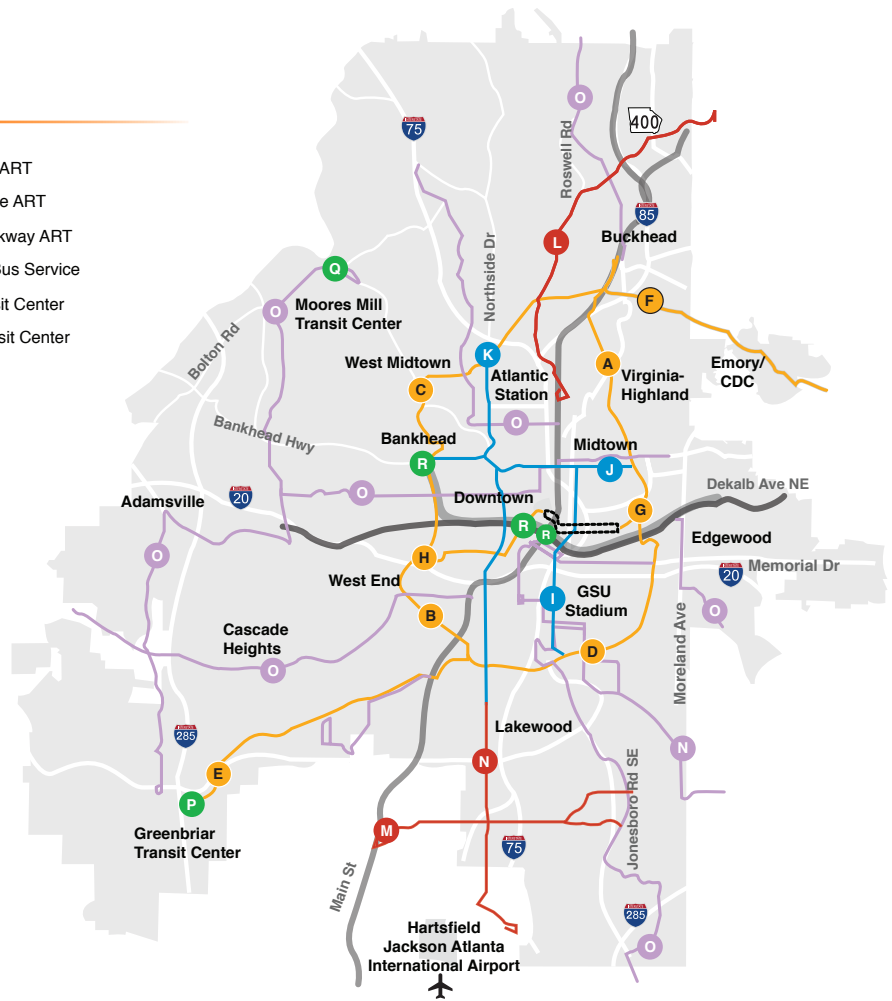 ART
e ART
kway ART
Bus Service
sit Center
sit Center
O
75
Roswell Rd
400
85
Buckhead
L
Northside Dr
Q
Moores Mill
Transit Center
O
F
Bolton Rd
K
West Midtown
Atlantic
Station
A
Virginia-
Highland
Emory/
CDC
C
O
Bankhead Hwy
Bankhead
R
Midtown
J
Dekalb Ave NE
O
Downtown
Adamsville
20
G
R
R
Edgewood
O
H
West End
20
Memorial Dr
I
GSU
Stadium
O
B
Cascade
Heights
O
D
Moreland Ave
285
Lakewood
N
N
E
P
Greenbriar
Transit Center
Jonesboro Rd SE
M
75
Main St
285
Hartsfield
Jackson Atlanta
International Airport
O